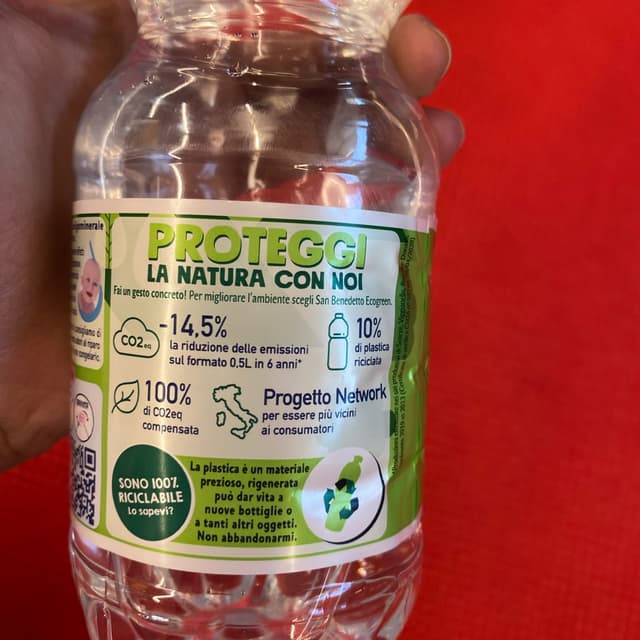 PROTEGGI
LA NATURA CON NOI
Fai un gesto concreto! Per migliorare l'ambiente scegli San Benedetto Ecogreen.
CO2eq
-14,5%
la riduzione delle emissioni
sul formato 0,5L in 6 anni*
10%
di plastica
riciclata
100%
di CO2eq
compensata
Progetto Network
per essere più vicini
ai consumatori
SONO 100%
RICICLABILE
Lo sapevi?
La plastica è un materiale
prezioso, rigenerata
può dar vita a
nuove bottiglie o
a tanti altri oggetti.
Non abbandonarmi.